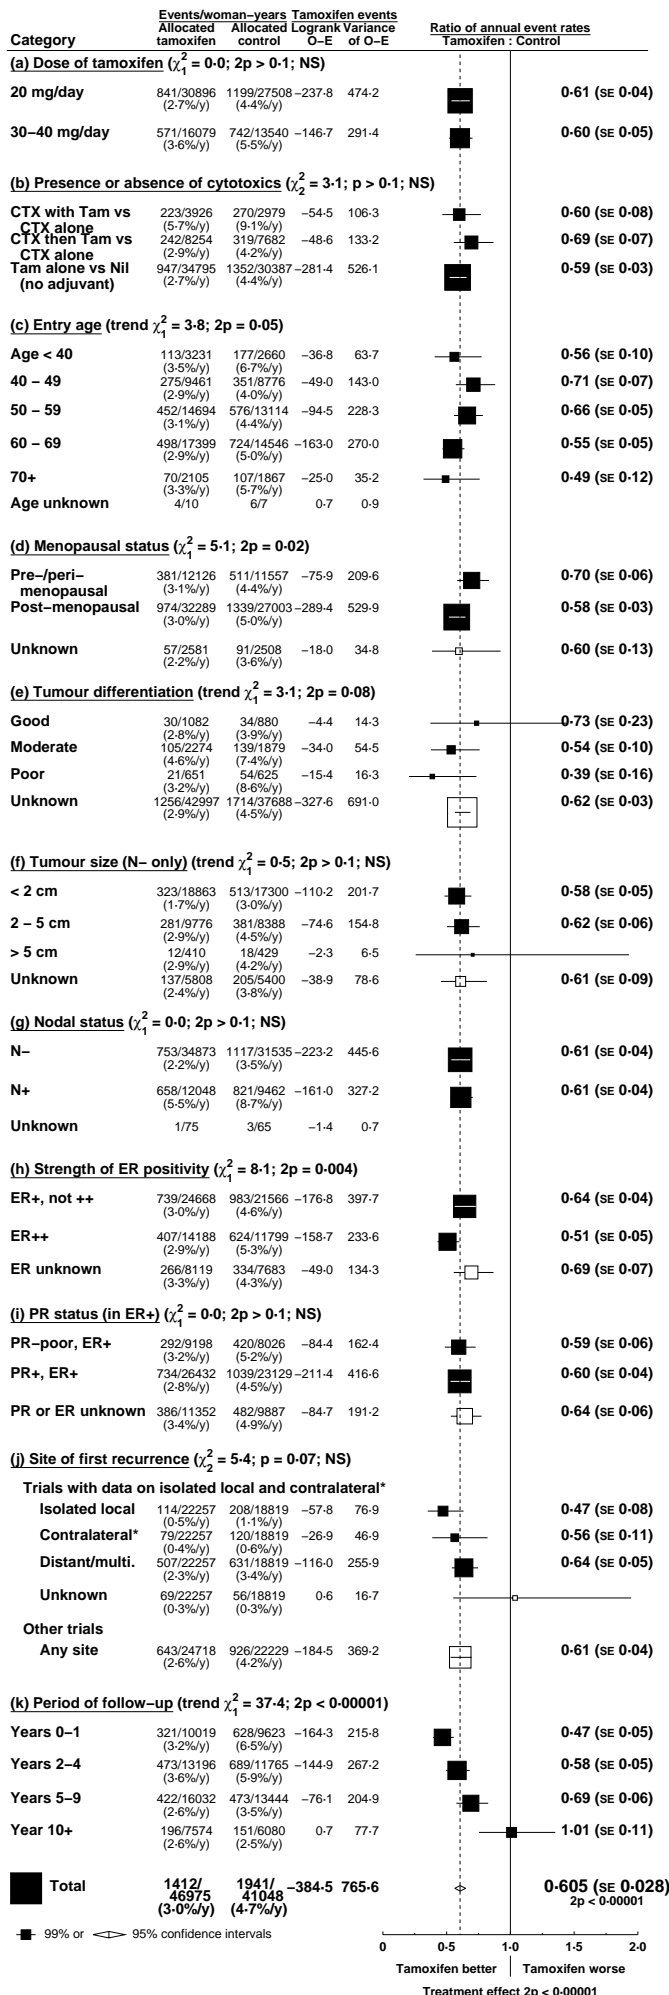 Events/woman–years Tamoxifen events
Allocated Allocated Logrank Variance Ratio of annual event rates
Category tamoxifen control O–E of O–E Tamoxifen : Control
(a) Dose of tamoxifen (χ²₁ = 0·0; 2p > 0·1; NS)
20 mg/day 841/30896 1199/27508 –237·8 474·2 0·61 (SE 0·04)
(2·7%/y) (4·4%/y)
30–40 mg/day 571/16079 742/13540 –146·7 291·4 0·60 (SE 0·05)
(3·6%/y) (5·5%/y)
(b) Presence or absence of cytotoxics (χ²₂ = 3·1; p > 0·1; NS)
CTX with Tam vs 223/3926 270/2979 –54·5 106·3 0·60 (SE 0·08)
CTX alone (5·7%/y) (9·1%/y)
CTX then Tam vs 242/8254 319/7682 –48·6 133·2 0·69 (SE 0·07)
CTX alone (2·9%/y) (4·2%/y)
Tam alone vs Nil 947/34795 1352/30387 –281·4 526·1 0·59 (SE 0·03)
(no adjuvant) (2·7%/y) (4·4%/y)
(c) Entry age (trend χ²₁ = 3·8; 2p = 0·05)
Age < 40 113/3231 177/2660 –36·8 63·7 0·56 (SE 0·10)
(3·5%/y) (6·7%/y)
40 – 49 275/9461 351/8776 –49·0 143·0 0·71 (SE 0·07)
(2·9%/y) (4·0%/y)
50 – 59 452/14694 576/13114 –94·5 228·3 0·66 (SE 0·05)
(3·1%/y) (4·4%/y)
60 – 69 498/17399 724/14546 –163·0 270·0 0·55 (SE 0·05)
(2·9%/y) (5·0%/y)
70+ 70/2105 107/1867 –25·0 35·2 0·49 (SE 0·12)
(3·3%/y) (5·7%/y)
Age unknown 4/10 6/7 0·7 0·9
(d) Menopausal status (χ²₁ = 5·1; 2p = 0·02)
Pre–/peri– 381/12126 511/11557 –75·9 209·6 0·70 (SE 0·06)
menopausal (3·1%/y) (4·4%/y)
Post–menopausal 974/32289 1339/27003 –289·4 529·9 0·58 (SE 0·03)
(3·0%/y) (5·0%/y)
Unknown 57/2581 91/2508 –18·0 34·8 0·60 (SE 0·13)
(2·2%/y) (3·6%/y)
(e) Tumour differentiation (trend χ²₁ = 3·1; 2p = 0·08)
Good 30/1082 34/880 –4·4 14·3 0·73 (SE 0·23)
(2·8%/y) (3·9%/y)
Moderate 105/2274 139/1879 –34·0 54·5 0·54 (SE 0·10)
(4·6%/y) (7·4%/y)
Poor 21/651 54/625 –15·4 16·3 0·39 (SE 0·16)
(3·2%/y) (8·6%/y)
Unknown 1256/42997 1714/37688 –327·6 691·0 0·62 (SE 0·03)
(2·9%/y) (4·5%/y)
(f) Tumour size (N– only) (trend χ²₁ = 0·5; 2p > 0·1; NS)
< 2 cm 323/18863 513/17300 –110·2 201·7 0·58 (SE 0·05)
(1·7%/y) (3·0%/y)
2 – 5 cm 281/9776 381/8388 –74·6 154·8 0·62 (SE 0·06)
(2·9%/y) (4·5%/y)
> 5 cm 12/410 18/429 –2·3 6·5
(2·9%/y) (4·2%/y)
Unknown 137/5808 205/5400 –38·9 78·6 0·61 (SE 0·09)
(2·4%/y) (3·8%/y)
(g) Nodal status (χ²₁ = 0·0; 2p > 0·1; NS)
N– 753/34873 1117/31535 –223·2 445·6 0·61 (SE 0·04)
(2·2%/y) (3·5%/y)
N+ 658/12048 821/9462 –161·0 327·2 0·61 (SE 0·04)
(5·5%/y) (8·7%/y)
Unknown 1/75 3/65 –1·4 0·7
(h) Strength of ER positivity (χ²₁ = 8·1; 2p = 0·004)
ER+, not ++ 739/24668 983/21566 –176·8 397·7 0·64 (SE 0·04)
(3·0%/y) (4·6%/y)
ER++ 407/14188 624/11799 –158·7 233·6 0·51 (SE 0·05)
(2·9%/y) (5·3%/y)
ER unknown 266/8119 334/7683 –49·0 134·3 0·69 (SE 0·07)
(3·3%/y) (4·3%/y)
(i) PR status (in ER+) (χ²₁ = 0·0; 2p > 0·1; NS)
PR–poor, ER+ 292/9198 420/8026 –84·4 162·4 0·59 (SE 0·06)
(3·2%/y) (5·2%/y)
PR+, ER+ 734/26432 1039/23129 –211·4 416·6 0·60 (SE 0·04)
(2·8%/y) (4·5%/y)
PR or ER unknown 386/11352 482/9887 –84·7 191·2 0·64 (SE 0·06)
(3·4%/y) (4·9%/y)
(j) Site of first recurrence (χ²₂ = 5·4; p = 0·07; NS)
Trials with data on isolated local and contralateral*
Isolated local 114/22257 208/18819 –57·8 76·9 0·47 (SE 0·08)
(0·5%/y) (1·1%/y)
Contralateral* 79/22257 120/18819 –26·9 46·9 0·56 (SE 0·11)
(0·4%/y) (0·6%/y)
Distant/multi. 507/22257 631/18819 –116·0 255·9 0·64 (SE 0·05)
(2·3%/y) (3·4%/y)
Unknown 69/22257 56/18819 0·6 16·7
(0·3%/y) (0·3%/y)
Other trials
Any site 643/24718 926/22229 –184·5 369·2 0·61 (SE 0·04)
(2·6%/y) (4·2%/y)
(k) Period of follow–up (trend χ²₁ = 37·4; 2p < 0·00001)
Years 0–1 321/10019 628/9623 –164·3 215·8 0·47 (SE 0·05)
(3·2%/y) (6·5%/y)
Years 2–4 473/13196 689/11765 –144·9 267·2 0·58 (SE 0·05)
(3·6%/y) (5·9%/y)
Years 5–9 422/16032 473/13444 –76·1 204·9 0·69 (SE 0·06)
(2·6%/y) (3·5%/y)
Year 10+ 196/7574 151/6080 0·7 77·7 1·01 (SE 0·11)
(2·6%/y) (2·5%/y)
Total 1412/ 1941/ –384·5 765·6 0·605 (SE 0·028)
46975 41048 2p < 0·00001
(3·0%/y) (4·7%/y)
99% or 95% confidence intervals
0 0·5 1·0 1·5 2·0
Tamoxifen better Tamoxifen worse
Treatment effect 2p < 0·00001